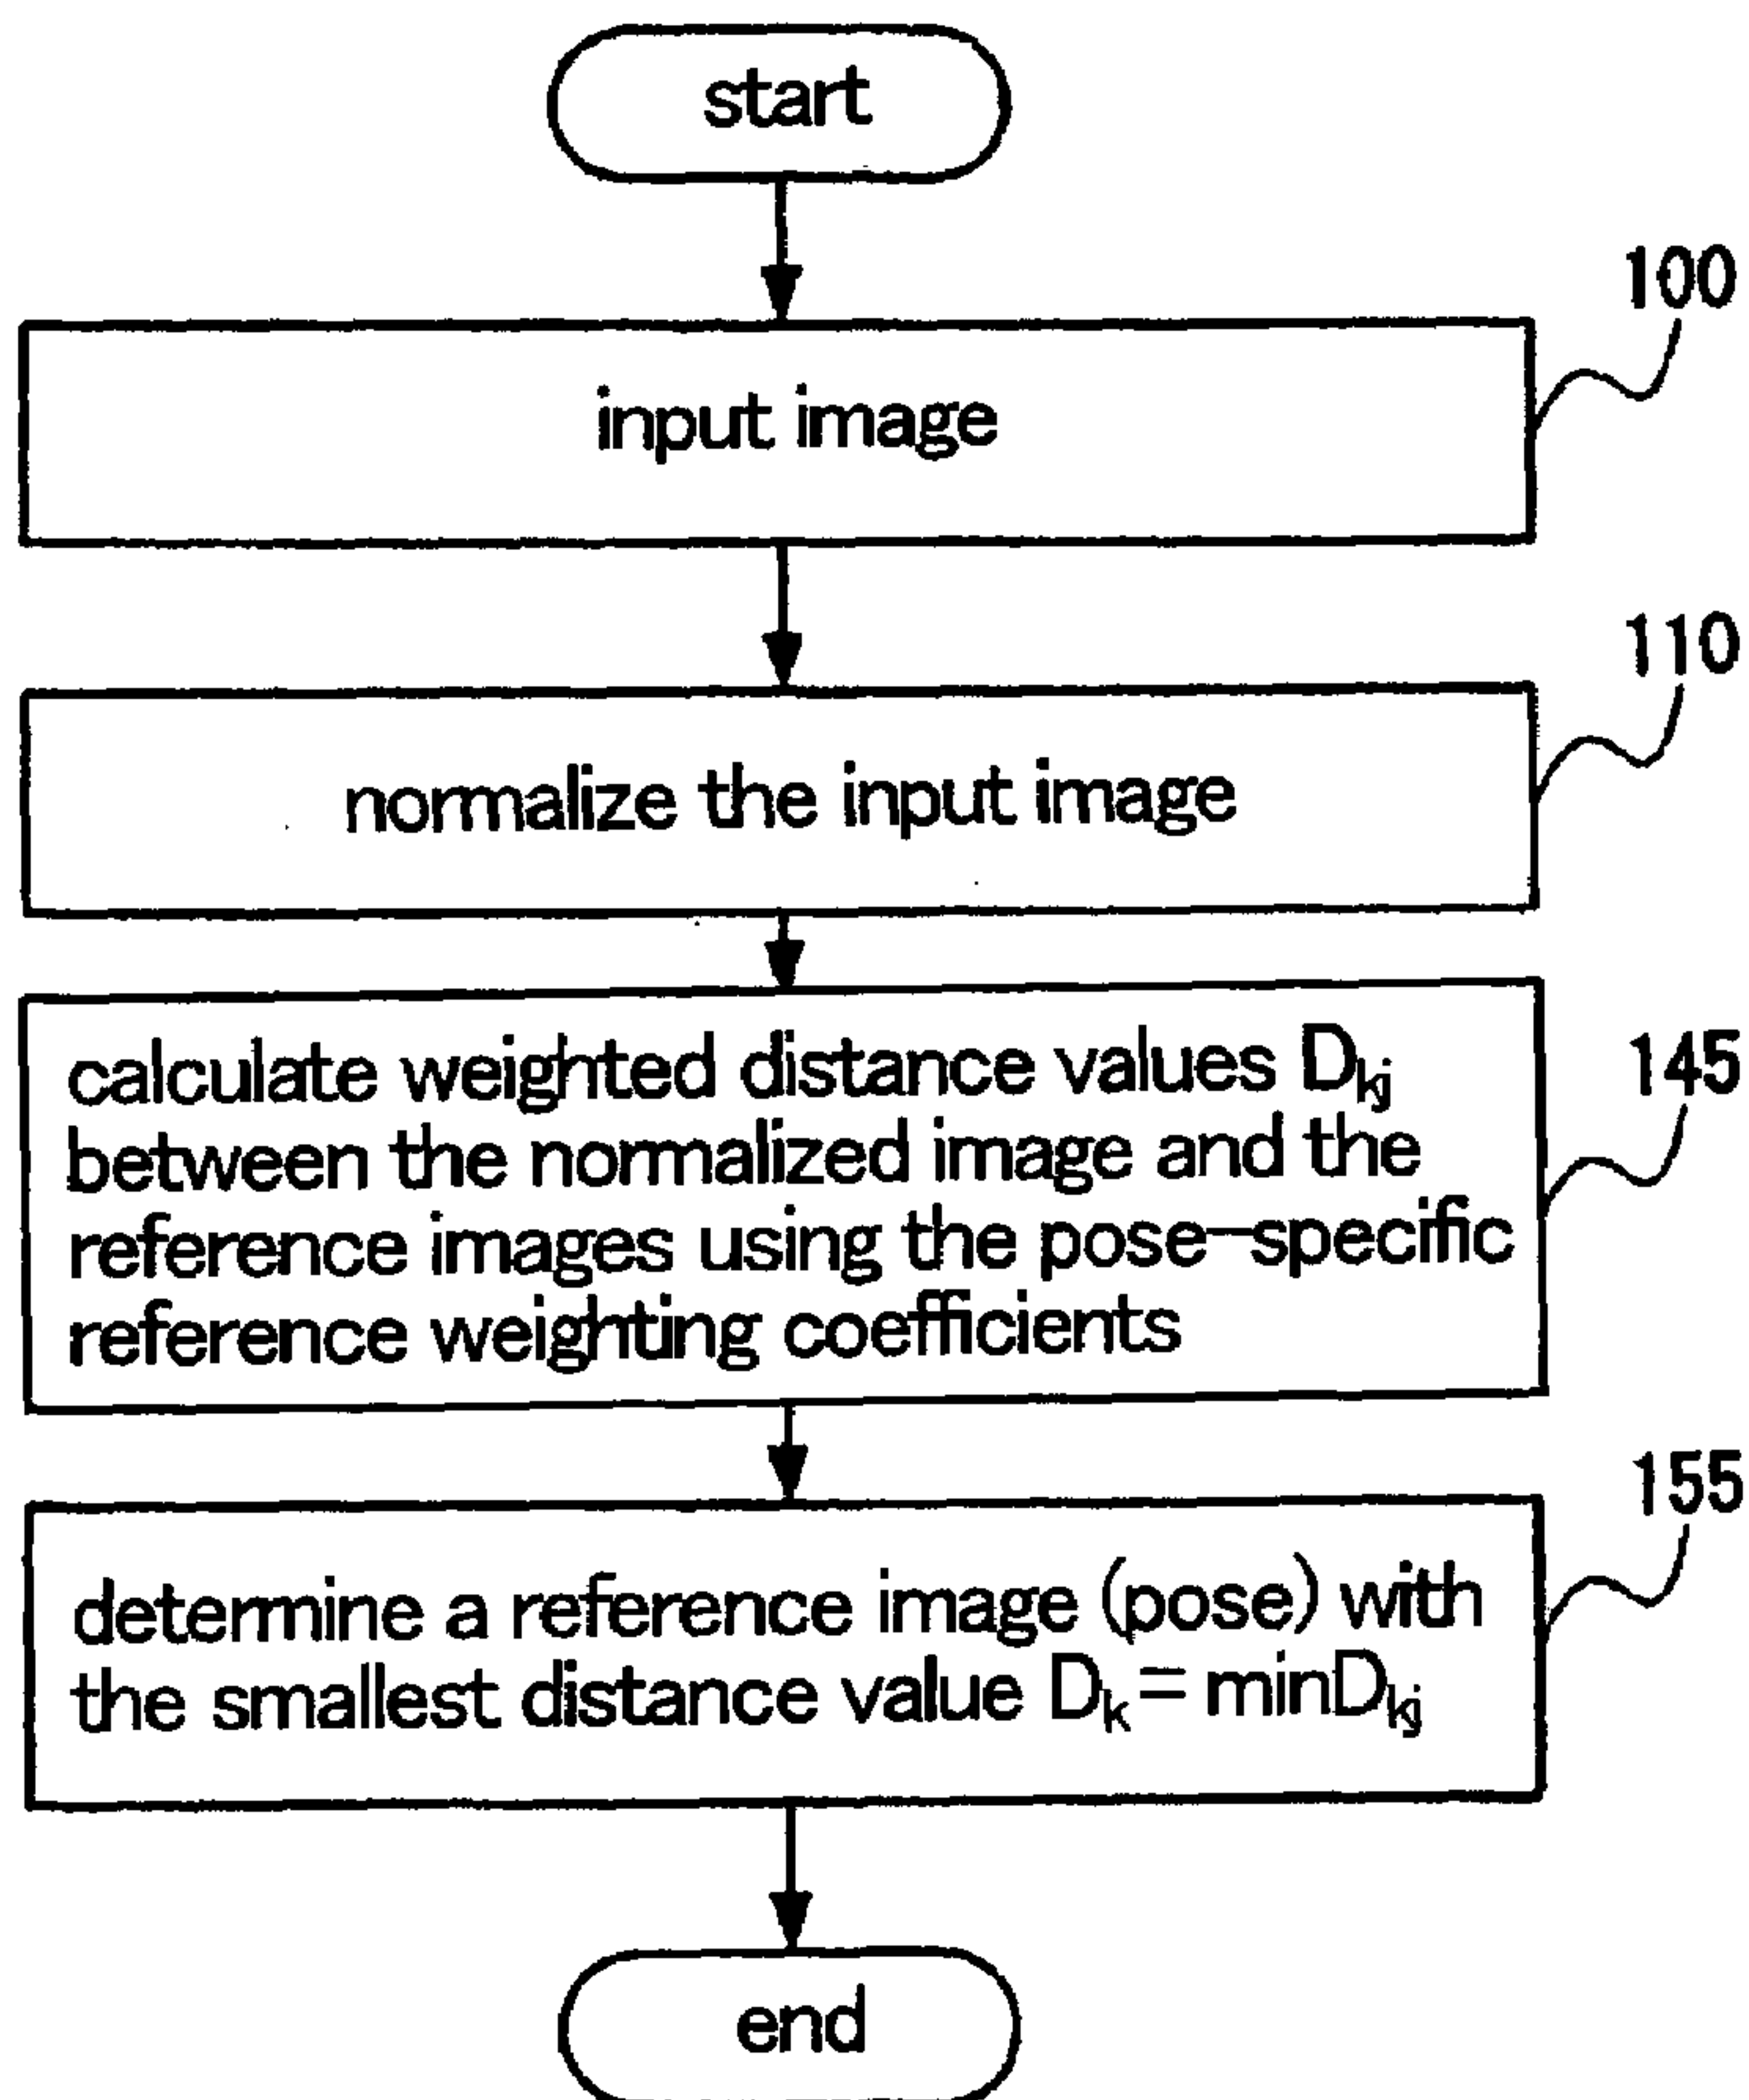 start
100
input image
110
normalize the input image
145
calculate weighted distance values Dkj
between the normalized image and the
reference images using the pose-specific
reference weighting coefficients
155
determine a reference image (pose) with
the smallest distance value Dk = minDkj
end